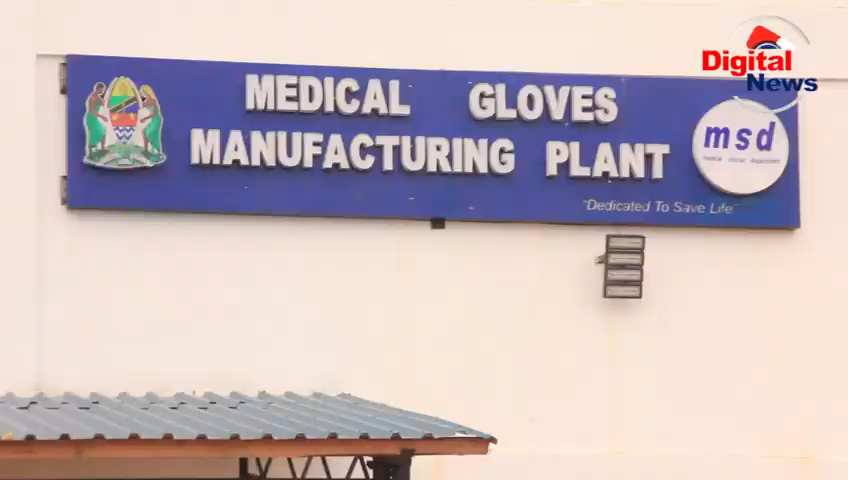 Digital
News
MEDICAL GLOVES
MANUFACTURING PLANT
msd
"Dedicated To Save Life"